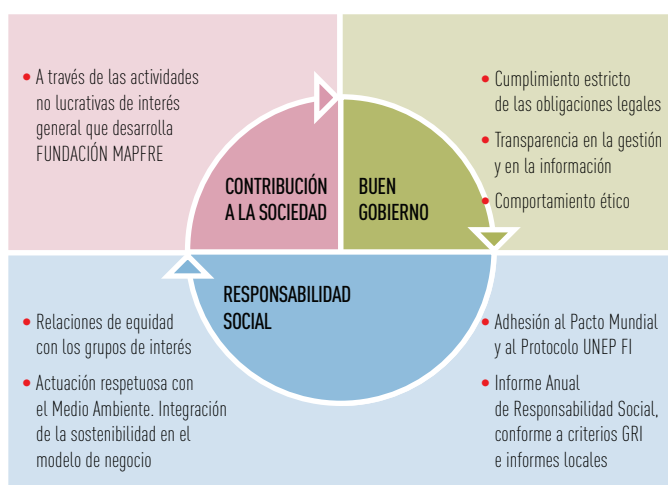 • A través de las actividades
no lucrativas de interés
general que desarrolla
FUNDACIÓN MAPFRE
CONTRIBUCIÓN
A LA SOCIEDAD
BUEN
GOBIERNO
• Cumplimiento estricto
de las obligaciones legales
• Transparencia en la gestión
y en la información
• Comportamiento ético
RESPONSABILIDAD
SOCIAL
• Relaciones de equidad
con los grupos de interés
• Actuación respetuosa con
el Medio Ambiente. Integración
de la sostenibilidad en el
modelo de negocio
• Adhesión al Pacto Mundial
y al Protocolo UNEP FI
• Informe Anual
de Responsabilidad Social,
conforme a criterios GRI
e informes locales